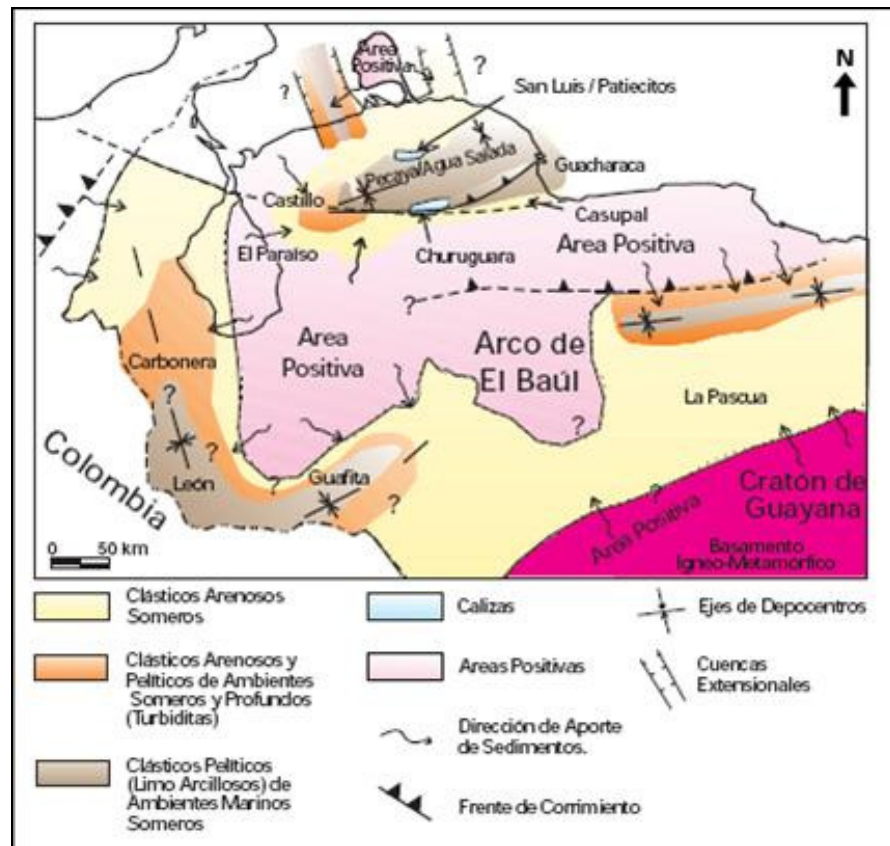 Area
Positiva
?
?
N
San Luis / Patiecitos
Pecaya/Agua Salada
Guacharaca
Castillo
Casupal
El Paraíso
Churuguara
Area Positiva
?
Area
Positiva
Arco de
El Baúl
Carbonera
La Pascua
?
?
?
Colombia
León
?
Guafita
?
?
Area Positiva
Cratón de
Guayana
Basamento
Igneo-Metamórfico
0 50 km
Clásticos Arenosos
Someros
Clásticos Arenosos y
Pelíticos de Ambientes
Someros y Profundos
(Turbiditas)
Clásticos Pelíticos
(Limo Arcillosos) de
Ambientes Marinos
Someros
Calizas
Areas Positivas
Dirección de Aporte
de Sedimentos.
Frente de Corrimiento
Ejes de Depocentros
Cuencas
Extensionales